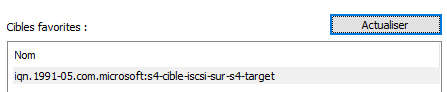 Cibles favorites :
Actualiser
Nom
iqn.1991-05.com.microsoft:s4-cible-iscsi-sur-s4-target